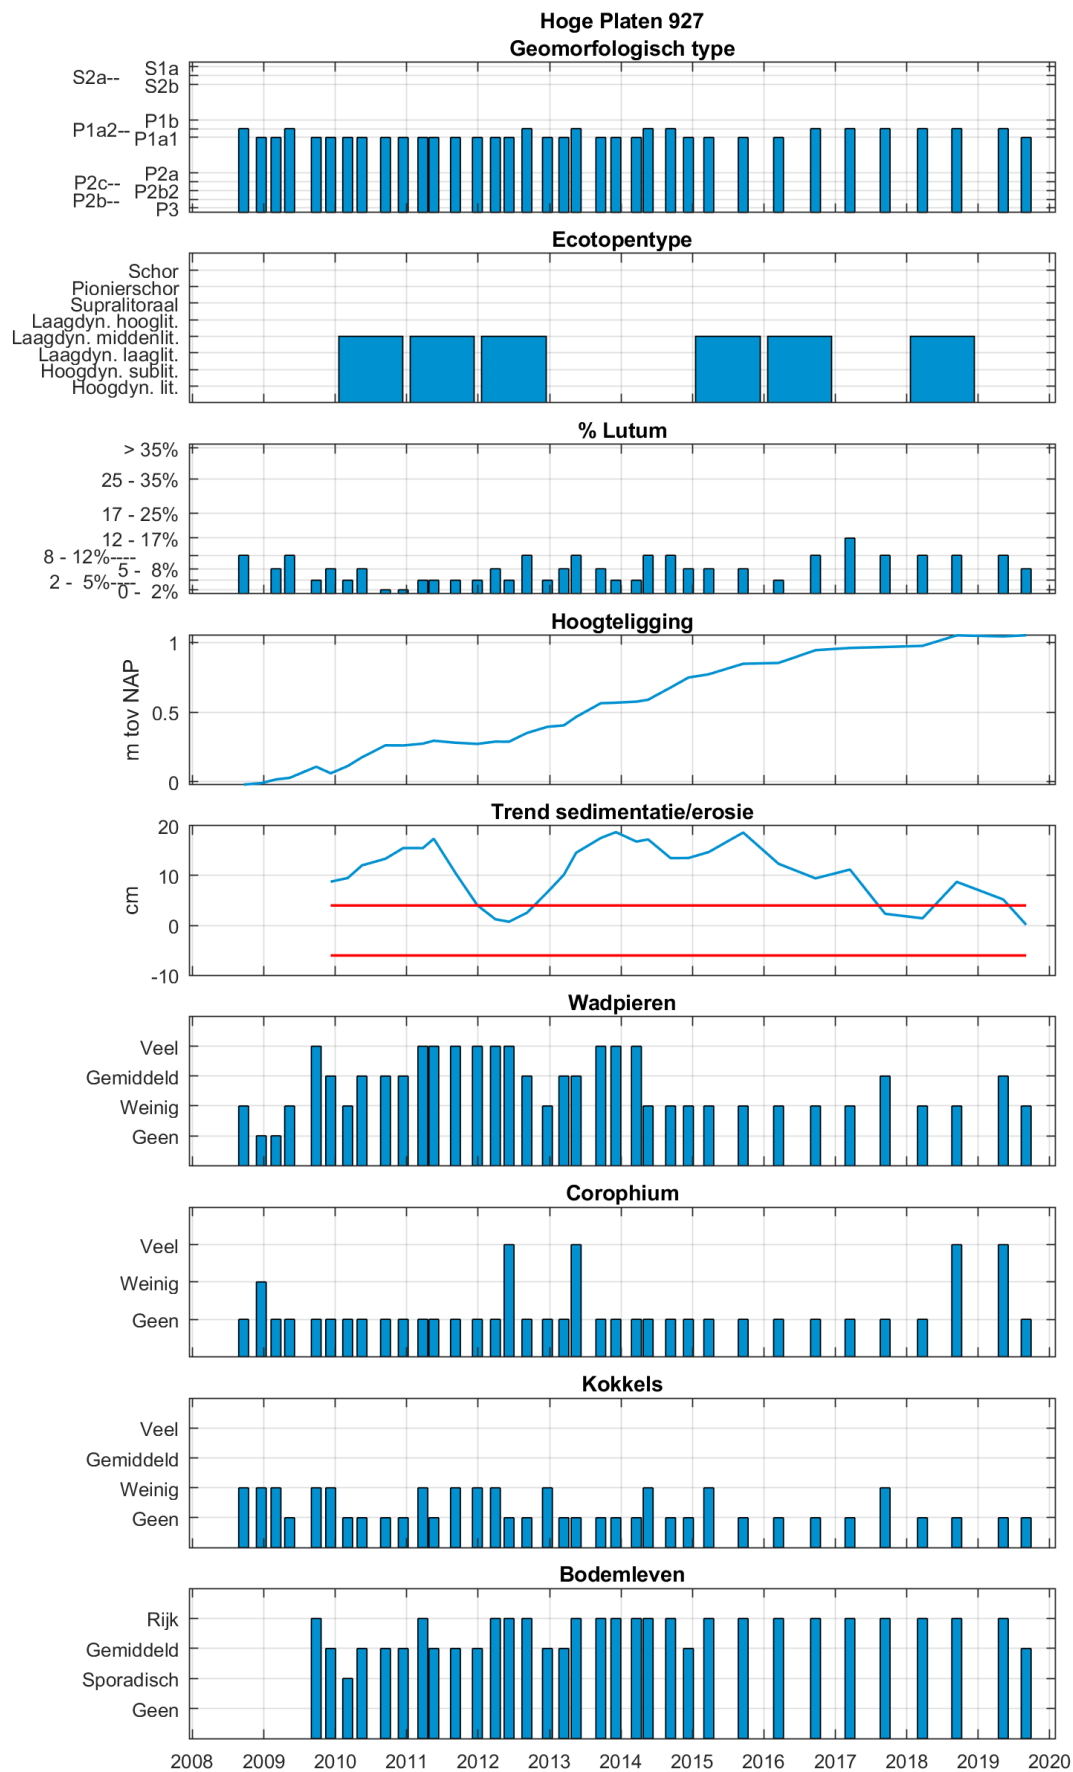 Hoge Platen 927
Geomorfologisch type
S1a
S2a--
S2b
P1b
P1a2--
P1a1
P2a
P2c--
P2b2
P2b--
P3
Ecotopentype
Schor
Pionierschor
Supralitoraal
Laagdyn. hooglit.
Laagdyn. middenlit.
Laagdyn. laaglit.
Hoogdyn. sublit.
Hoogdyn. lit.
% Lutum
> 35%
25 - 35%
17 - 25%
12 - 17%
8 - 12%----
5 - 8%
2 - 5%----
0 - 2%
Hoogteligging
m tov NAP
1
0.5
0
Trend sedimentatie/erosie
cm
20
10
0
-10
Wadpieren
Veel
Gemiddeld
Weinig
Geen
Corophium
Veel
Weinig
Geen
Kokkels
Veel
Gemiddeld
Weinig
Geen
Bodemleven
Rijk
Gemiddeld
Sporadisch
Geen
2008 2009 2010 2011 2012 2013 2014 2015 2016 2017 2018 2019 2020